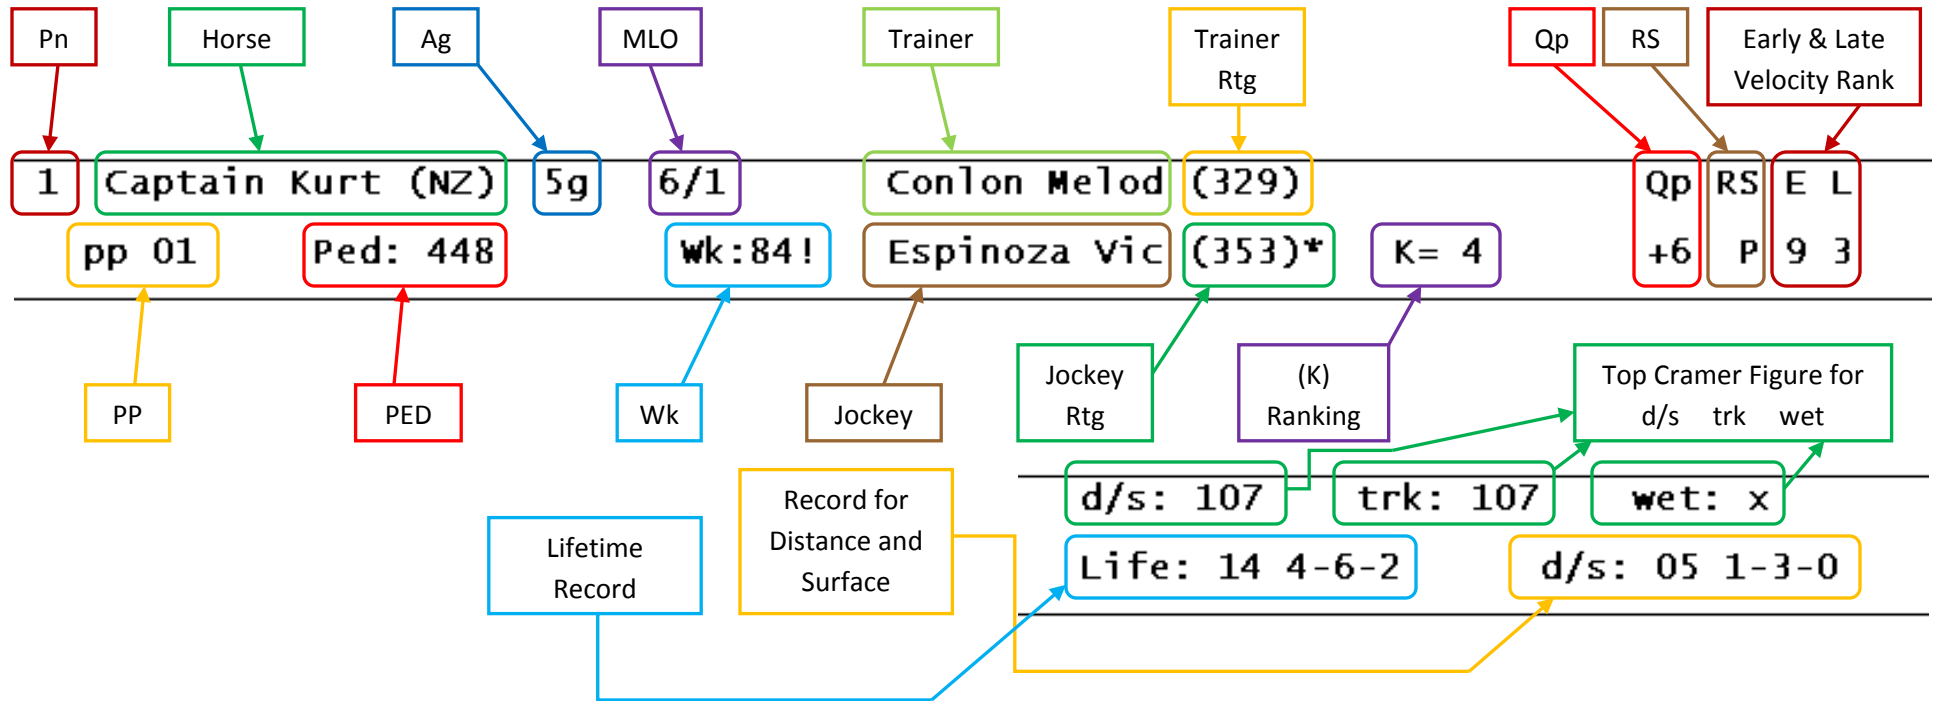 Pn Horse Ag MLO Trainer Trainer Rtg Qp RS Early & Late Velocity Rank
1 Captain Kurt (NZ) 5g 6/1 Conlon Melod (329) Qp RS E L
pp 01 Ped: 448 Wk:84! Espinoza Vic (353)* K= 4 +6 P 9 3
PP PED Wk Jockey
Jockey Rtg
(K) Ranking
Top Cramer Figure for
d/s trk wet
d/s: 107 trk: 107 wet: x
Lifetime Record
Record for Distance and Surface
Life: 14 4-6-2 d/s: 05 1-3-0